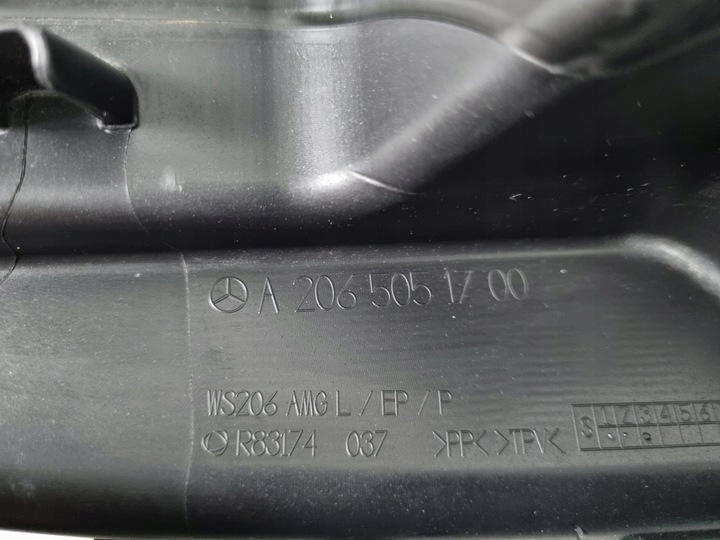 A 206 505 17 00
WS206 AMG L / EP / P
R83174 037 >PP< >TPV<
S 1 2 3 4 5 6